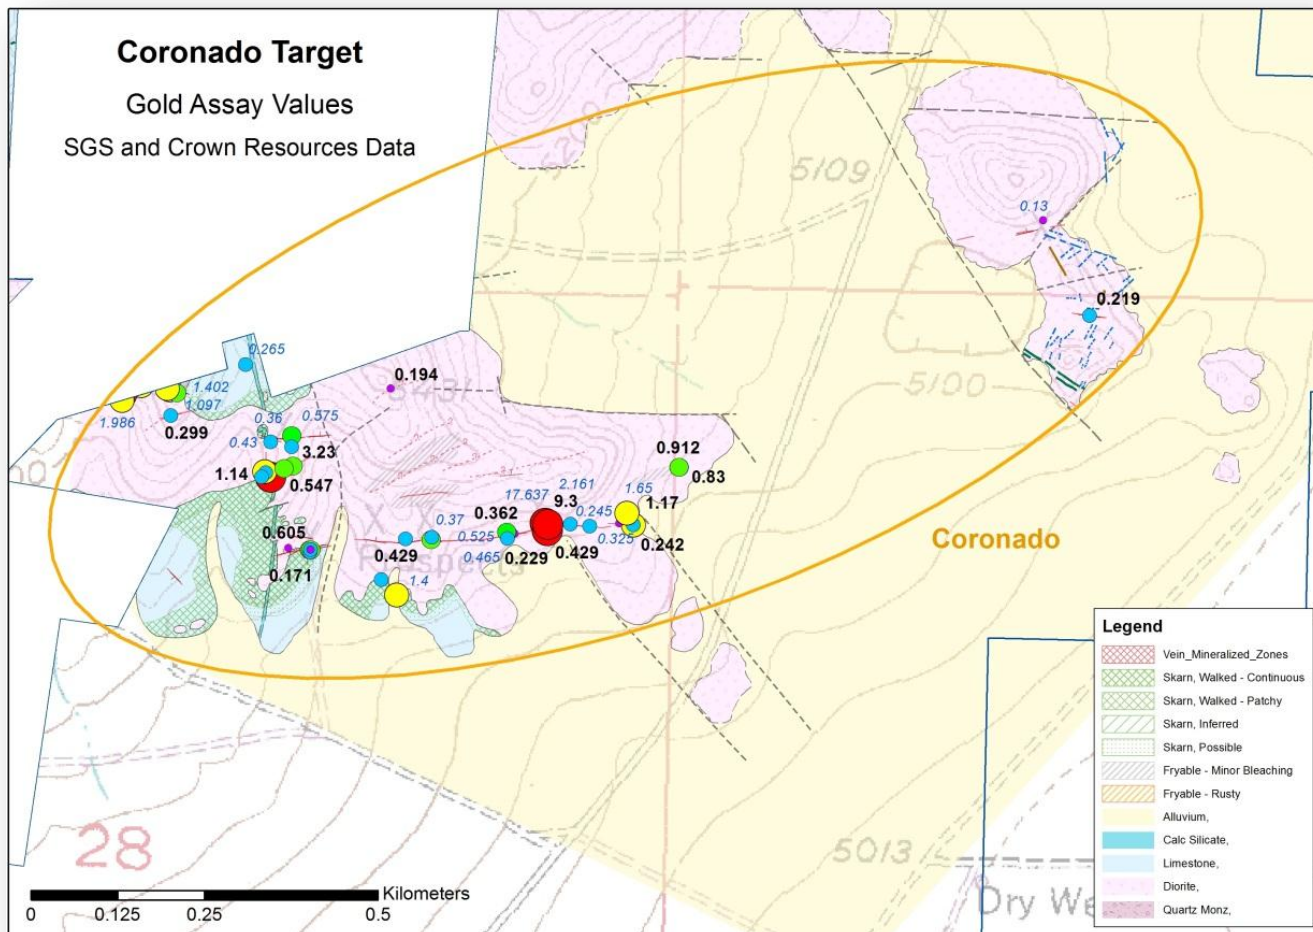 Coronado Target
Gold Assay Values
SGS and Crown Resources Data
5109
0.13
0.219
5100
0.265
0.194
5431
1.402
1.097
1.986
0.299
0.36
0.575
0.43
3.23
1.14
0.547
0.912
0.83
17.637
2.161
9.3
1.65
1.17
0.245
0.362
0.37
0.525
0.325
0.242
0.429
0.465
0.229
0.429
X X
Prospects
0.605
0.171
1.4
Coronado
28
5013
Dry We
Kilometers
0 0.125 0.25 0.5
Legend
Vein_Mineralized_Zones
Skarn, Walked - Continuous
Skarn, Walked - Patchy
Skarn, Inferred
Skarn, Possible
Fryable - Minor Bleaching
Fryable - Rusty
Alluvium,
Calc Silicate,
Limestone,
Diorite,
Quartz Monz,